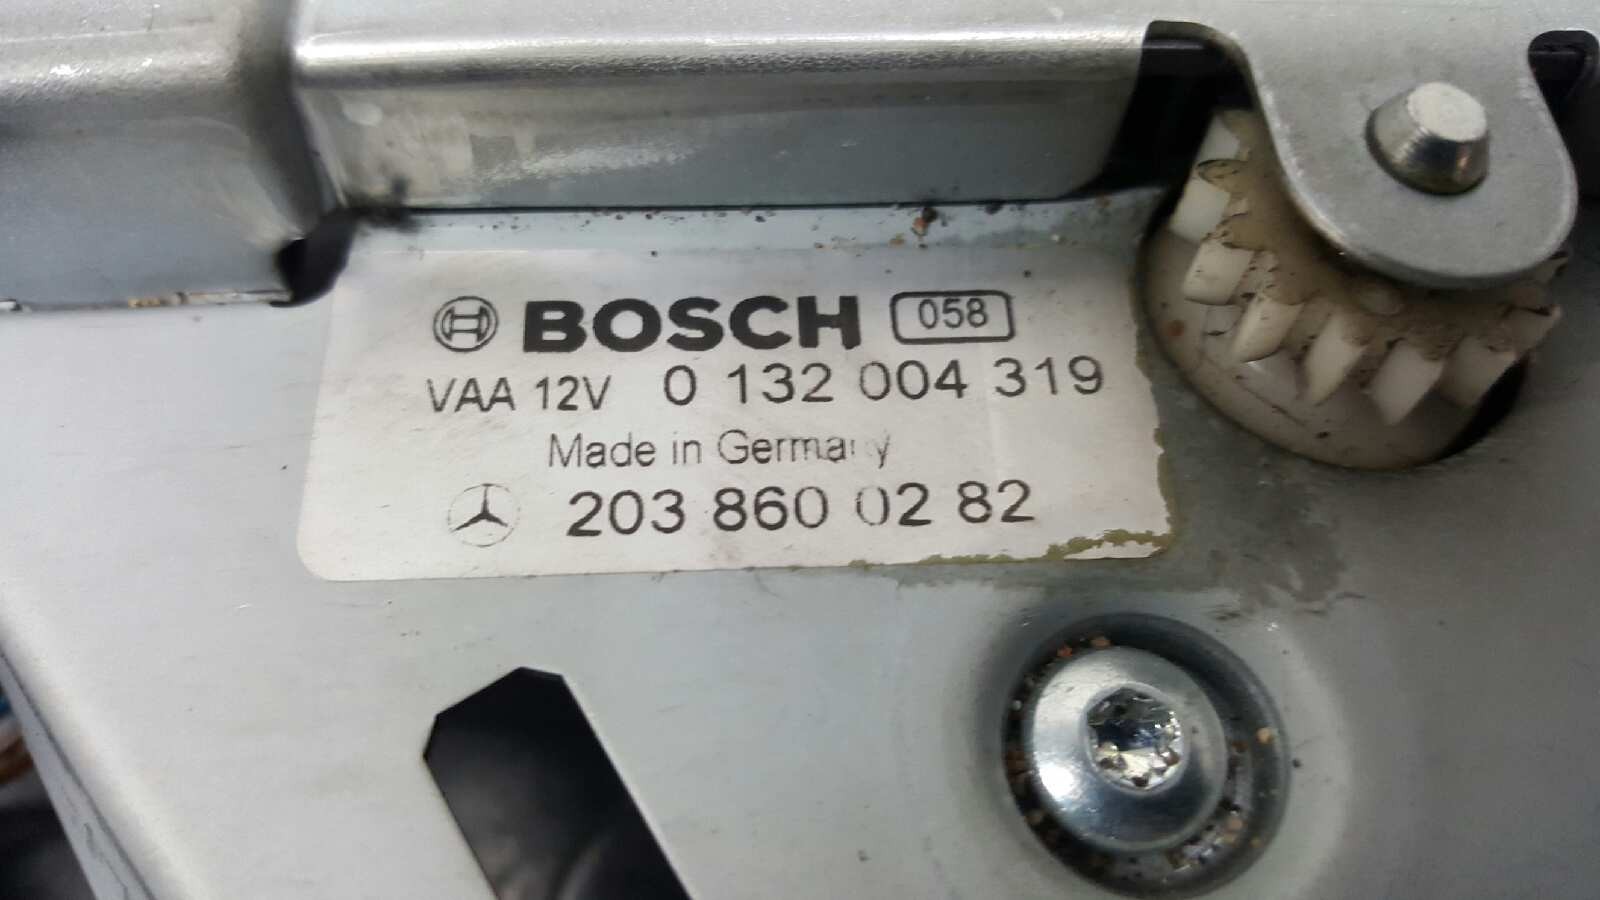 BOSCH 058
VAA 12V 0 132 004 319
Made in Germany
203 860 02 82